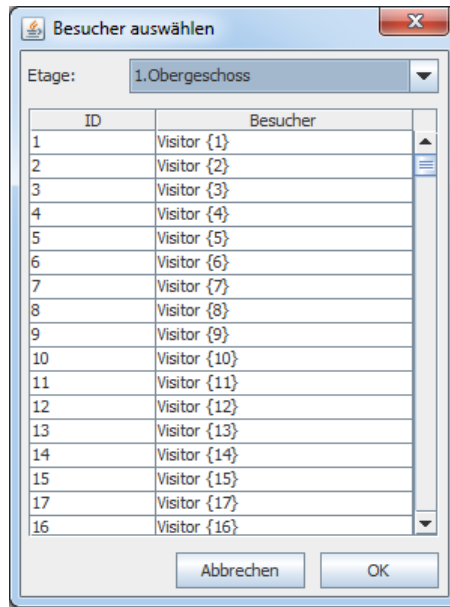 Besucher auswählen
Etage: 1.Obergeschoss
ID Besucher
1 Visitor {1}
2 Visitor {2}
3 Visitor {3}
4 Visitor {4}
5 Visitor {5}
6 Visitor {6}
7 Visitor {7}
8 Visitor {8}
9 Visitor {9}
10 Visitor {10}
11 Visitor {11}
12 Visitor {12}
13 Visitor {13}
14 Visitor {14}
15 Visitor {15}
17 Visitor {17}
16 Visitor {16}
Abbrechen OK